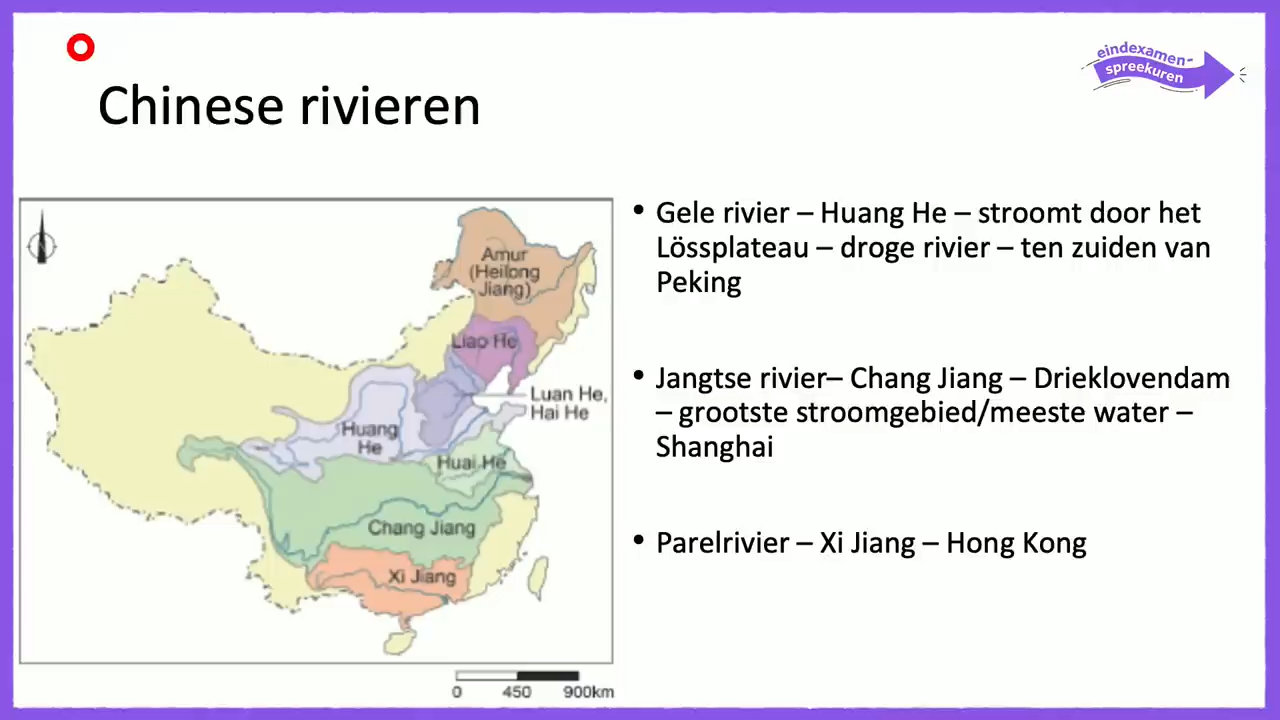 eindexamen-
spreekuren
Chinese rivieren
Amur
(Heilong
Jiang)
Liao He
Luan He,
Hai He
Huang
He
Huai He
Chang Jiang
Xi Jiang
0 450 900km
• Gele rivier – Huang He – stroomt door het
Lössplateau – droge rivier – ten zuiden van
Peking
• Jangtse rivier– Chang Jiang – Drieklovendam
– grootste stroomgebied/meeste water –
Shanghai
• Parelrivier – Xi Jiang – Hong Kong